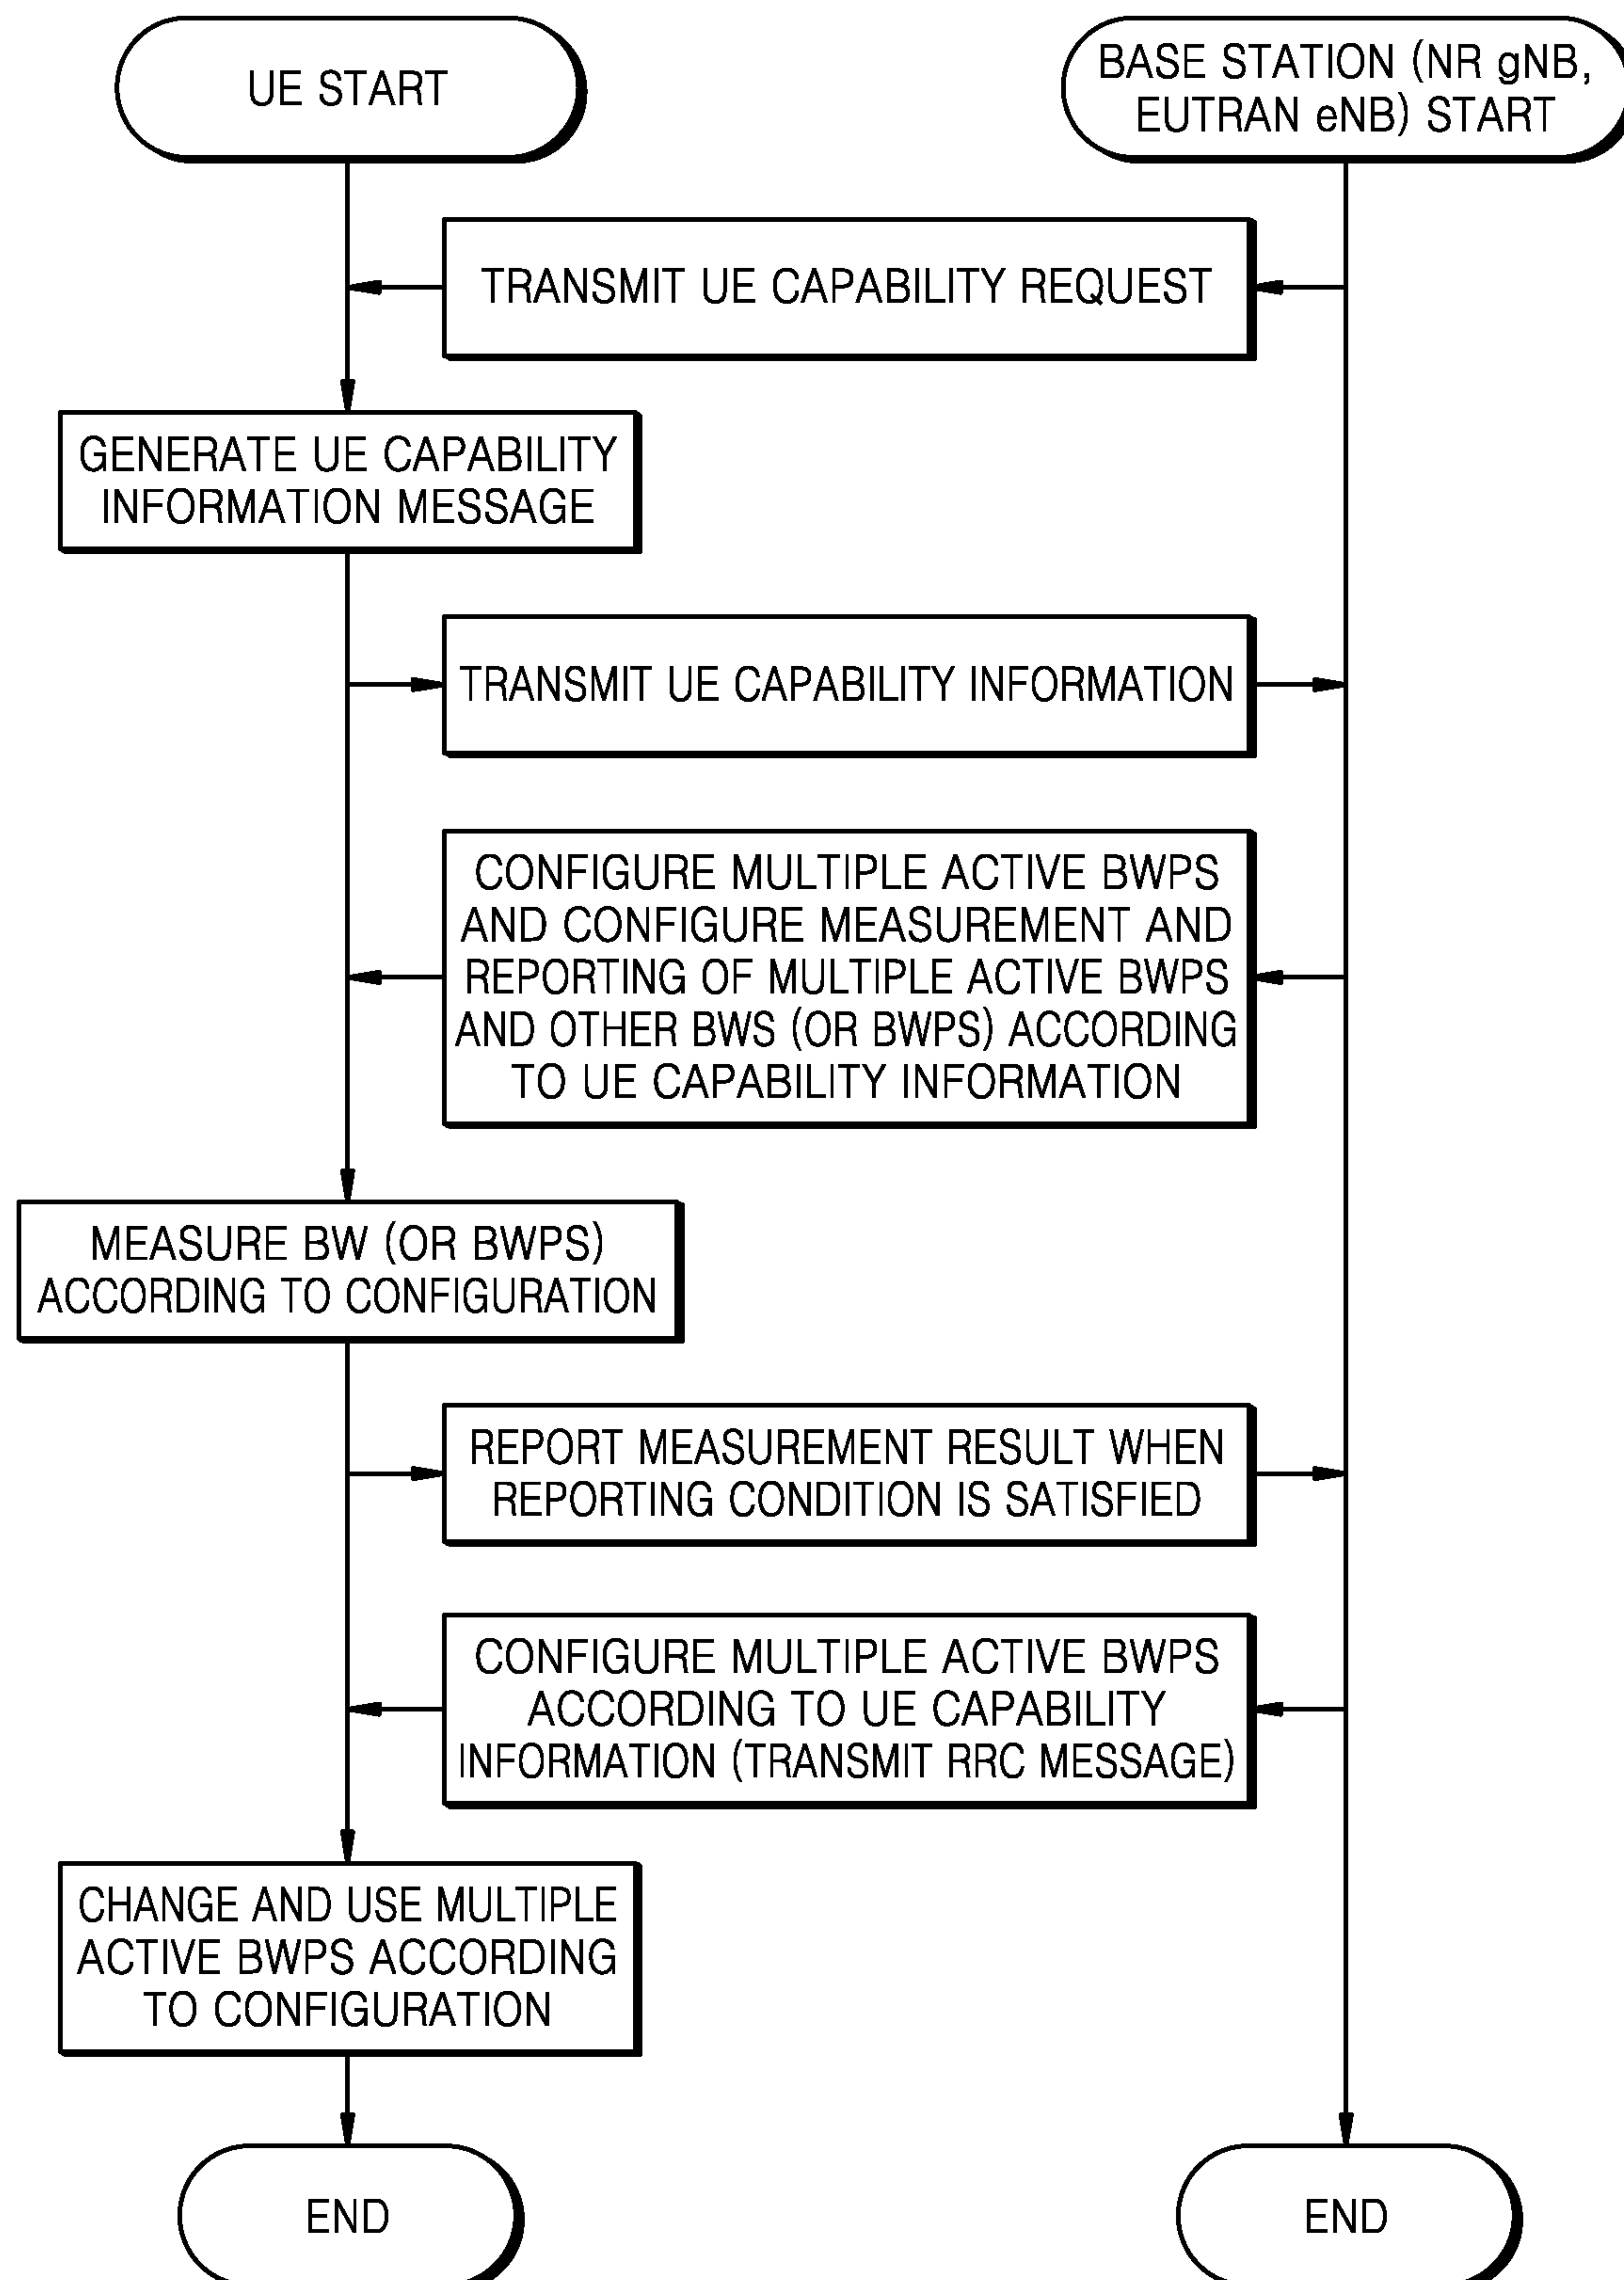 UE START
BASE STATION (NR gNB,
EUTRAN eNB) START
TRANSMIT UE CAPABILITY REQUEST
GENERATE UE CAPABILITY
INFORMATION MESSAGE
TRANSMIT UE CAPABILITY INFORMATION
CONFIGURE MULTIPLE ACTIVE BWPS
AND CONFIGURE MEASUREMENT AND
REPORTING OF MULTIPLE ACTIVE BWPS
AND OTHER BWS (OR BWPS) ACCORDING
TO UE CAPABILITY INFORMATION
MEASURE BW (OR BWPS)
ACCORDING TO CONFIGURATION
REPORT MEASUREMENT RESULT WHEN
REPORTING CONDITION IS SATISFIED
CONFIGURE MULTIPLE ACTIVE BWPS
ACCORDING TO UE CAPABILITY
INFORMATION (TRANSMIT RRC MESSAGE)
CHANGE AND USE MULTIPLE
ACTIVE BWPS ACCORDING
TO CONFIGURATION
END
END